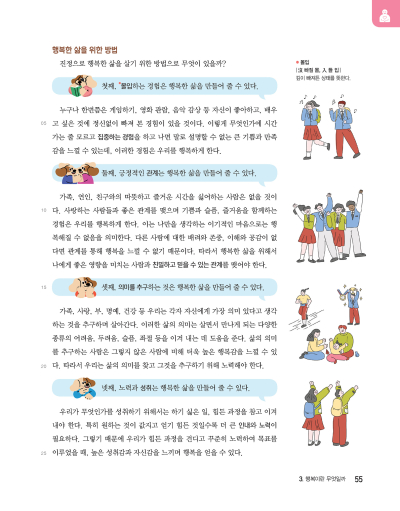 행복한 삶을 위한 방법
진정으로 행복한 삶을 살기 위한 방법으로 무엇이 있을까?
첫째, *몰입하는 경험은 행복한 삶을 만들어 줄 수 있다.
누구나 한번쯤은 게임하기, 영화 관람, 음악 감상 등 자신이 좋아하고, 배우
05 고 싶은 것에 정신없이 빠져 본 경험이 있을 것이다. 이렇게 무엇인가에 시간
가는 줄 모르고 집중하는 경험을 하고 나면 말로 설명할 수 없는 큰 기쁨과 만족
감을 느낄 수 있는데, 이러한 경험은 우리를 행복하게 한다.
둘째, 긍정적인 관계는 행복한 삶을 만들어 줄 수 있다.
가족, 연인, 친구와의 따뜻하고 즐거운 시간을 싫어하는 사람은 없을 것이
10 다. 사랑하는 사람들과 좋은 관계를 맺으며 기쁨과 슬픔, 즐거움을 함께하는
경험은 우리를 행복하게 한다. 이는 나만을 생각하는 이기적인 마음으로는 행
복해질 수 없음을 의미한다. 다른 사람에 대한 배려와 존중, 이해와 공감이 없
다면 관계를 통해 행복을 느낄 수 없기 때문이다. 따라서 행복한 삶을 위해서
나에게 좋은 영향을 미치는 사람과 친밀하고 믿을 수 있는 관계를 맺어야 한다.
15
셋째, 의미를 추구하는 것은 행복한 삶을 만들어 줄 수 있다.
가족, 사랑, 부, 명예, 건강 등 우리는 각자 자신에게 가장 의미 있다고 생각
하는 것을 추구하며 살아간다. 이러한 삶의 의미는 살면서 만나게 되는 다양한
종류의 어려움, 두려움, 슬픔, 좌절 등을 이겨 내는 데 도움을 준다. 삶의 의미
를 추구하는 사람은 그렇지 않은 사람에 비해 더욱 높은 행복감을 느낄 수 있
20 다. 따라서 우리는 삶의 의미를 찾고 그것을 추구하기 위해 노력해야 한다.
넷째, 노력과 성취는 행복한 삶을 만들어 줄 수 있다.
우리가 무엇인가를 성취하기 위해서는 하기 싫은 일, 힘든 과정을 참고 이겨
내야 한다. 특히 원하는 것이 값지고 얻기 힘든 것일수록 더 큰 인내와 노력이
필요하다. 그렇기 때문에 우리가 힘든 과정을 견디고 꾸준히 노력하여 목표를
25 이루었을 때, 높은 성취감과 자신감을 느끼며 행복을 얻을 수 있다.
몰입
깊이 빠져든 상태를 뜻한다.
3. 행복이란 무엇일까 55